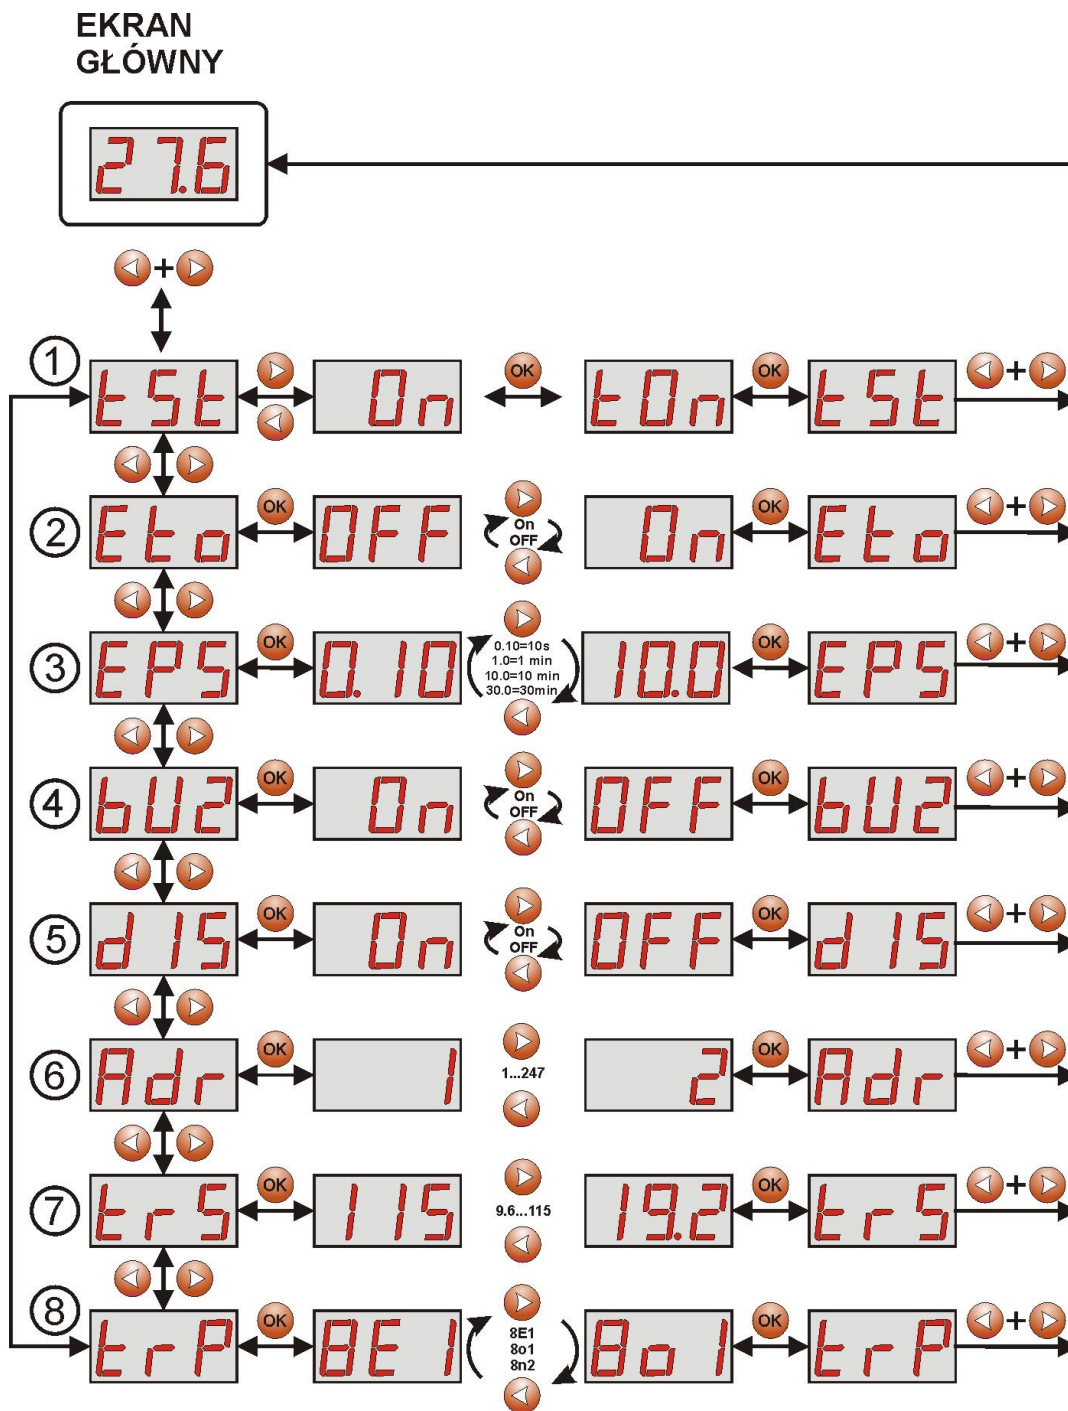 EKRAN
GŁÓWNY
27.6
+
1 tSt On OK tOn OK tSt +
2 Eto OK OFF On OFF On OK Eto +
3 EPS OK 0.10 0.10=10s 10.0 OK EPS +
1.0=1 min
10.0=10 min
30.0=30min
4 bU2 OK On On OFF OFF OK bU2 +
5 dIS OK On On OFF OFF OK dIS +
6 Adr OK 1 1...247 2 OK Adr +
7 trS OK 115 9.6...115 19.2 OK trS +
8 trP OK 8E1 8E1 8o1 OK trP +
8o1
8n2